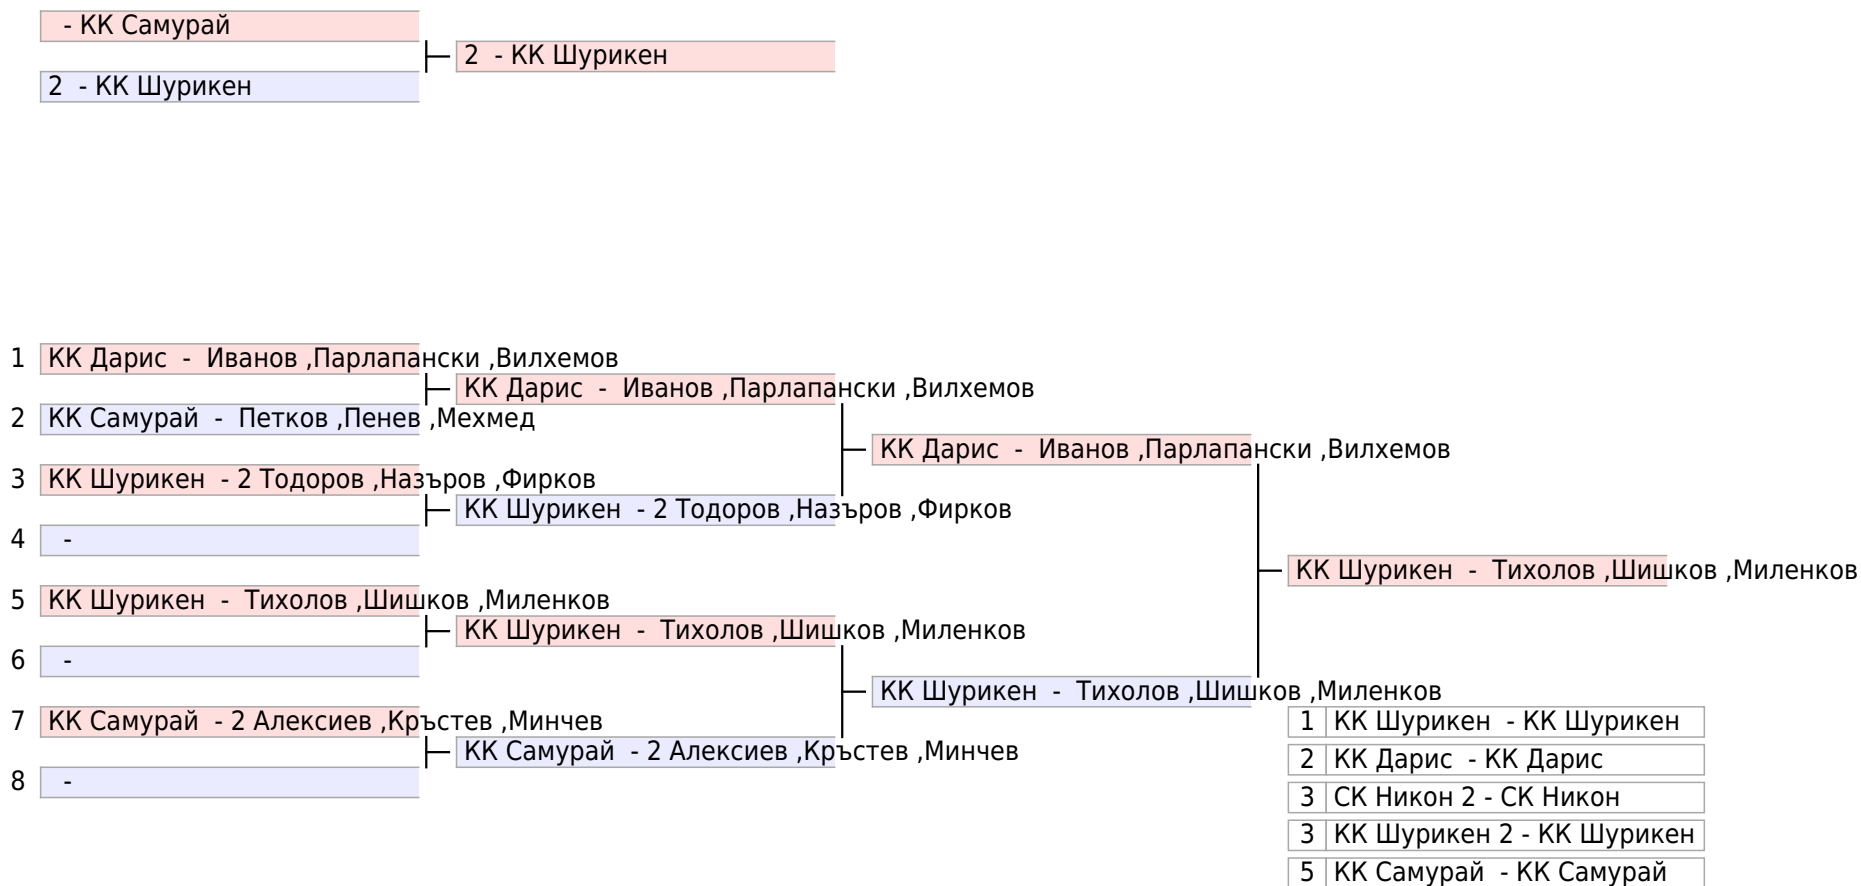 - КК Самурай
2 - КК Шурикен
2 - КК Шурикен
1 КК Дарис - Иванов ,Парлапански ,Вилхемов
КК Дарис - Иванов ,Парлапански ,Вилхемов
2 КК Самурай - Петков ,Пенев ,Мехмед
КК Дарис - Иванов ,Парлапански ,Вилхемов
3 КК Шурикен - 2 Тодоров ,Назъров ,Фирков
КК Шурикен - 2 Тодоров ,Назъров ,Фирков
4 -
КК Шурикен - Тихолов ,Шишков ,Миленков
5 КК Шурикен - Тихолов ,Шишков ,Миленков
КК Шурикен - Тихолов ,Шишков ,Миленков
6 -
КК Шурикен - Тихолов ,Шишков ,Миленков
7 КК Самурай - 2 Алексиев ,Кръстев ,Минчев
КК Самурай - 2 Алексиев ,Кръстев ,Минчев
8 -
1 КК Шурикен - КК Шурикен
2 КК Дарис - КК Дарис
3 СК Никон 2 - СК Никон
3 КК Шурикен 2 - КК Шурикен
5 КК Самурай - КК Самурай